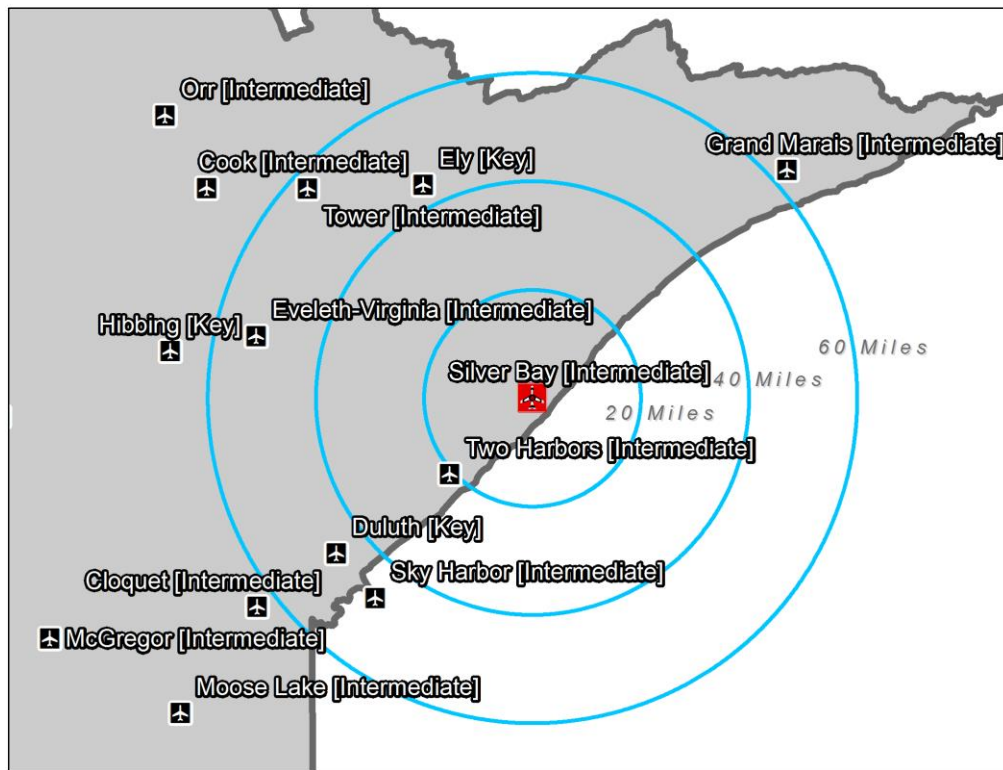 Orr [Intermediate]
Grand Marais [Intermediate]
Cook [Intermediate]
Ely [Key]
Tower [Intermediate]
Eveleth-Virginia [Intermediate]
Hibbing [Key]
60 Miles
Silver Bay [Intermediate]
40 Miles
20 Miles
Two Harbors [Intermediate]
Duluth [Key]
Sky Harbor [Intermediate]
Cloquet [Intermediate]
McGregor [Intermediate]
Moose Lake [Intermediate]